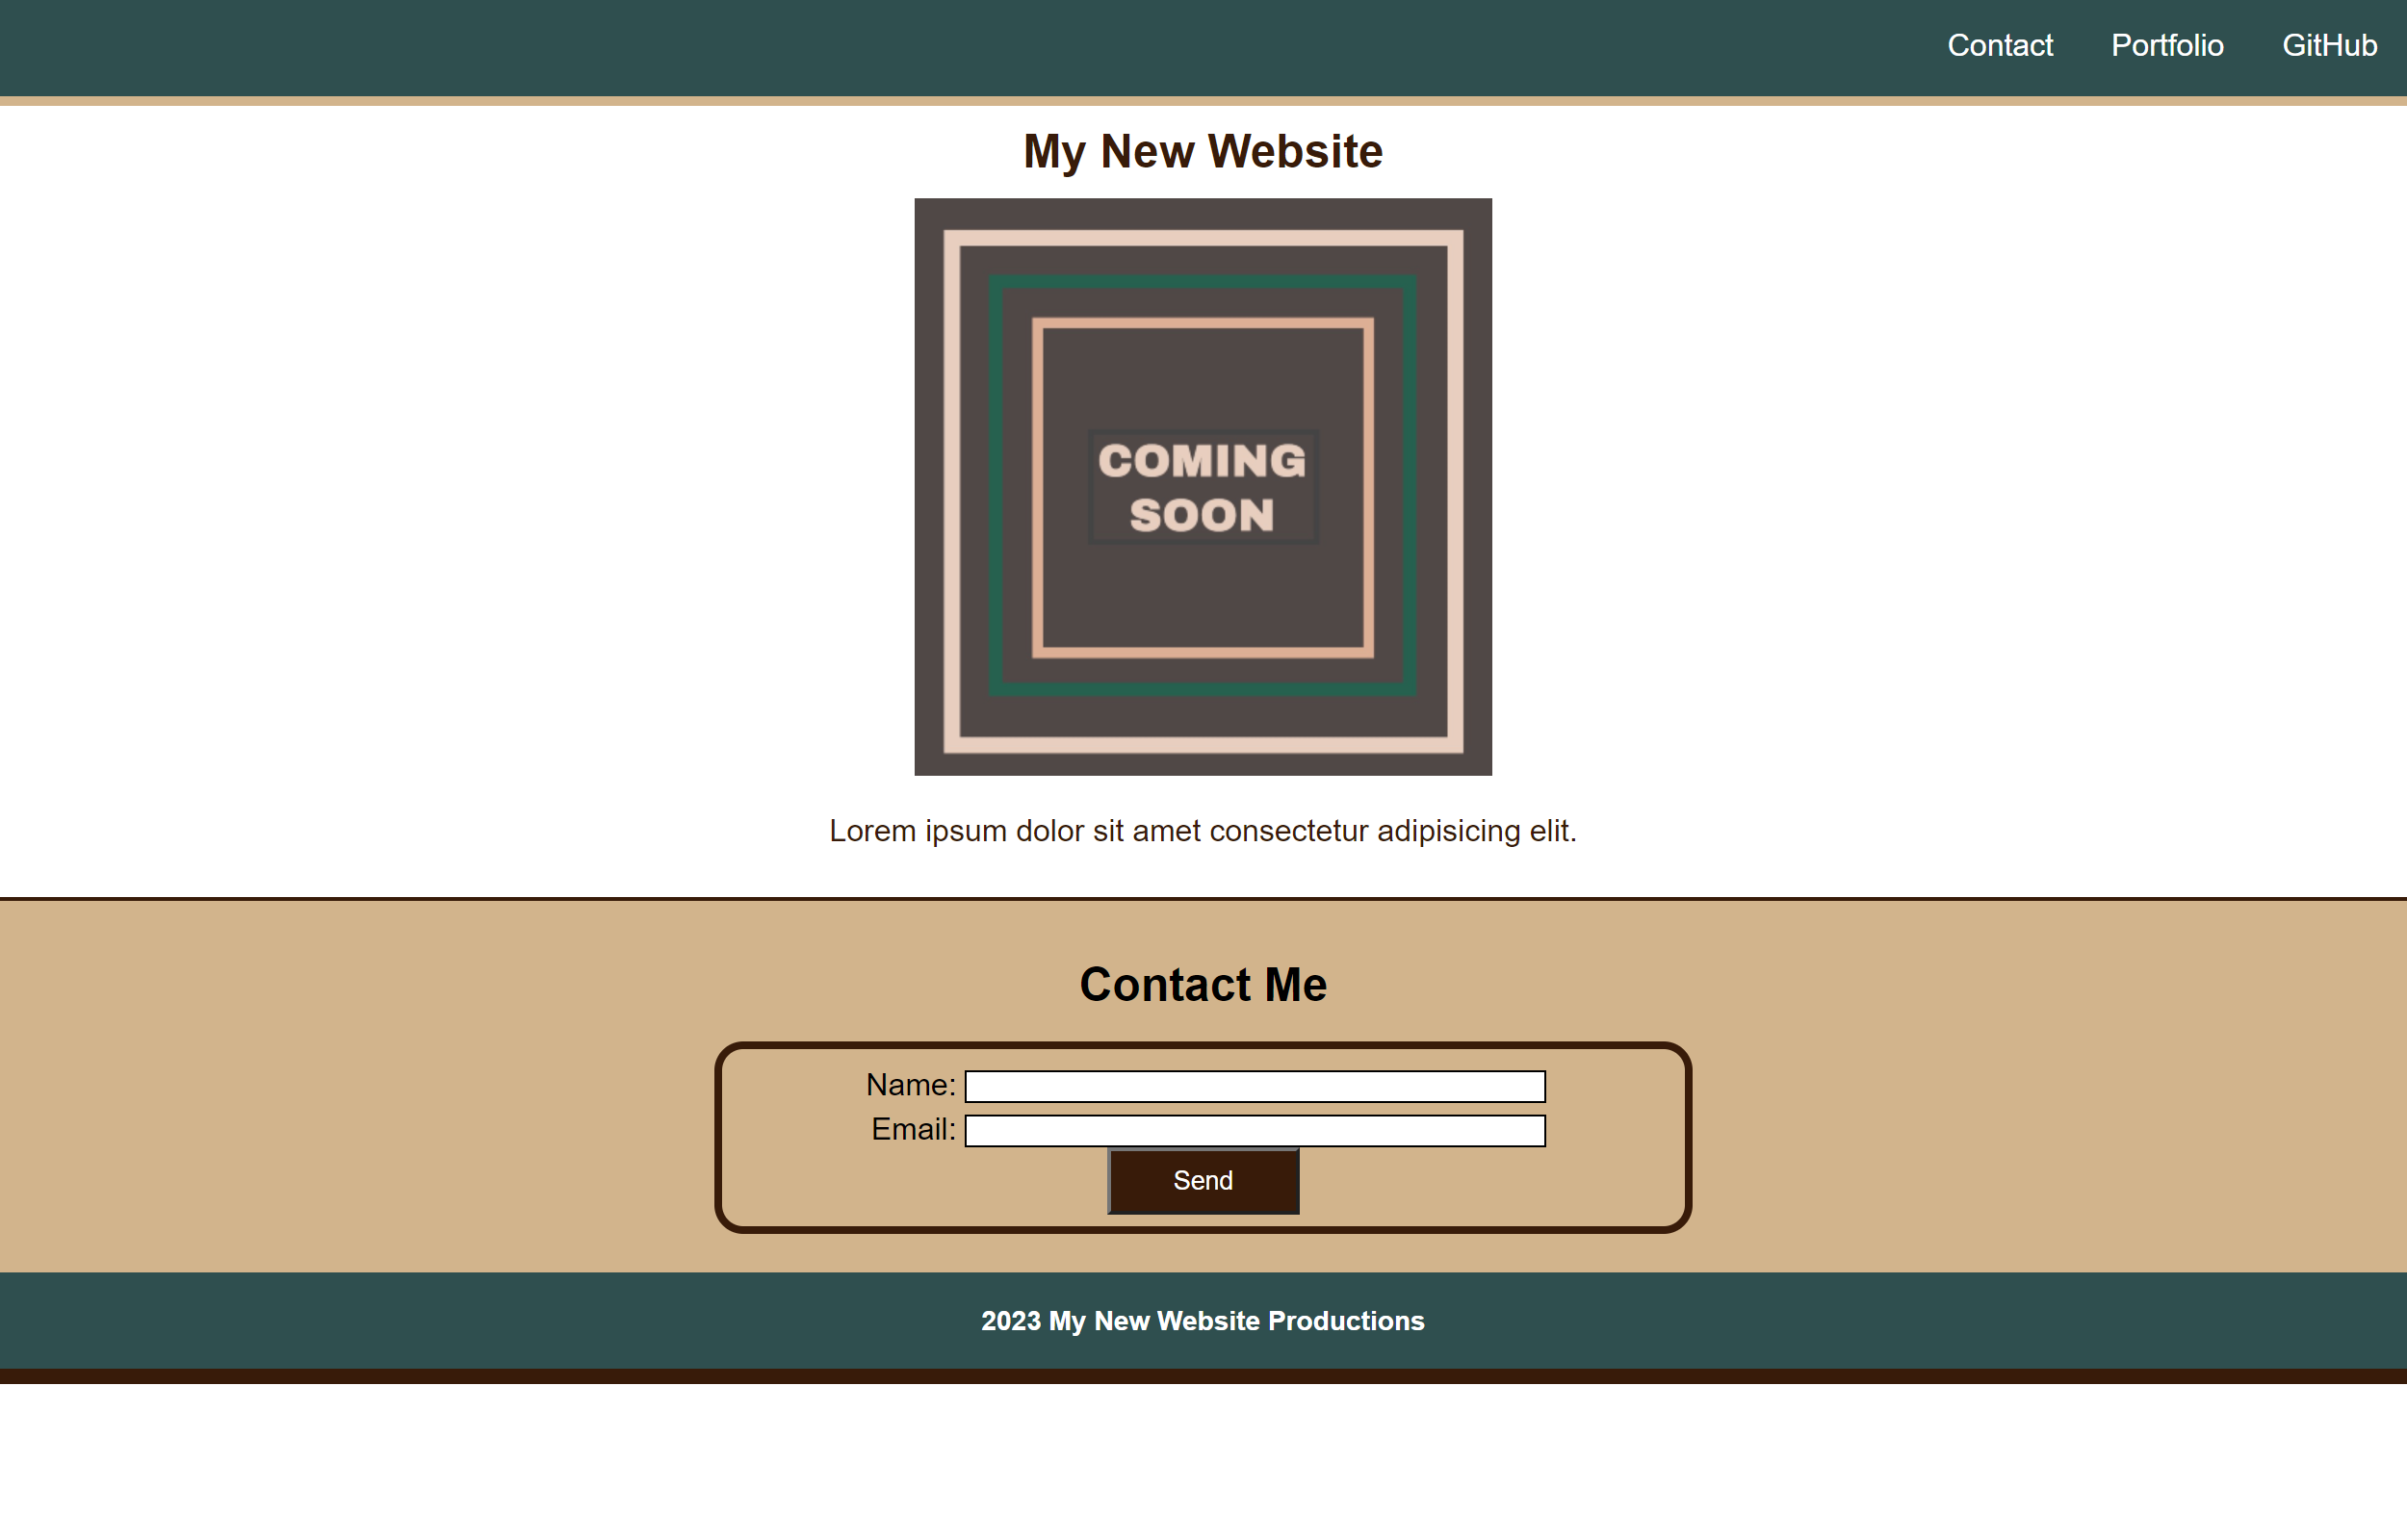 Contact Portfolio GitHub
My New Website
COMING
SOON
Lorem ipsum dolor sit amet consectetur adipisicing elit.
Contact Me
Name:
Email:
Send
2023 My New Website Productions